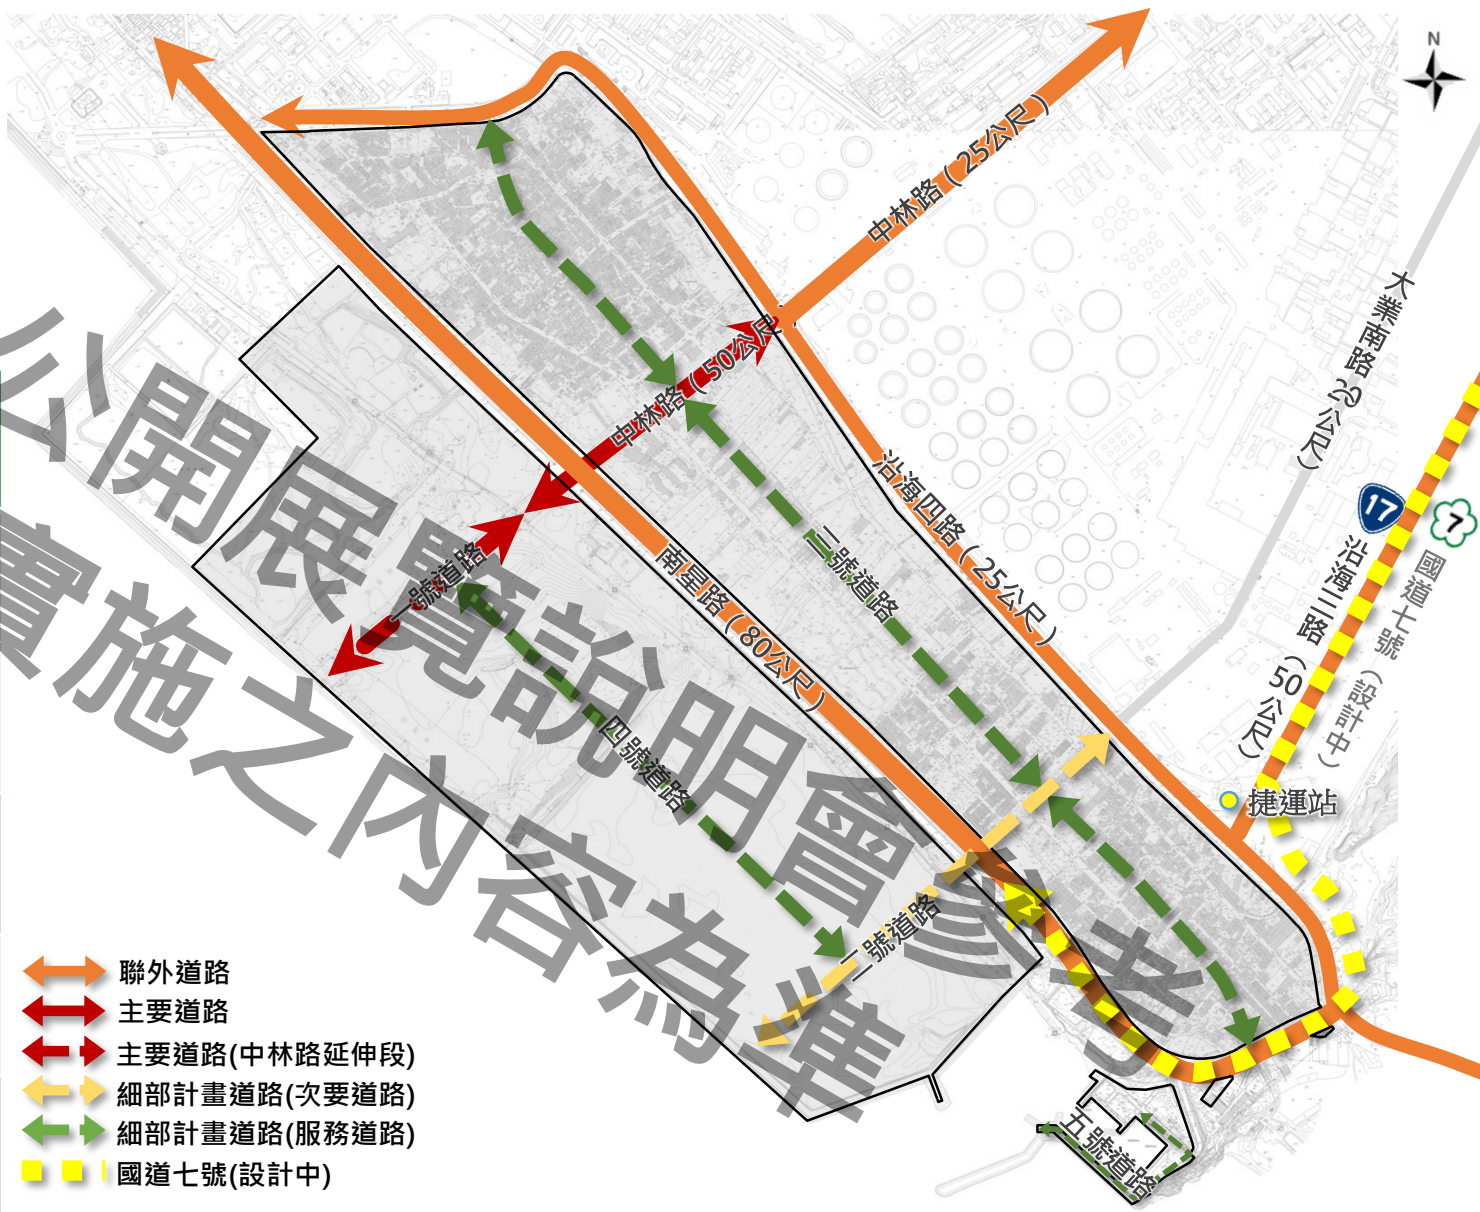 N
中林路（25公尺）
大業南路20公尺）
中林路（50公尺
17
7
沿海四路（25公尺）
三號道路
南星路（80公尺）
一號道路
沿海三路（50公尺）
國道七號（設計中）
四號道路
捷運站
二號道路
五號道路
公開展覽說明會參考
實施之內容為準
聯外道路
主要道路
主要道路(中林路延伸段)
細部計畫道路(次要道路)
細部計畫道路(服務道路)
國道七號(設計中)